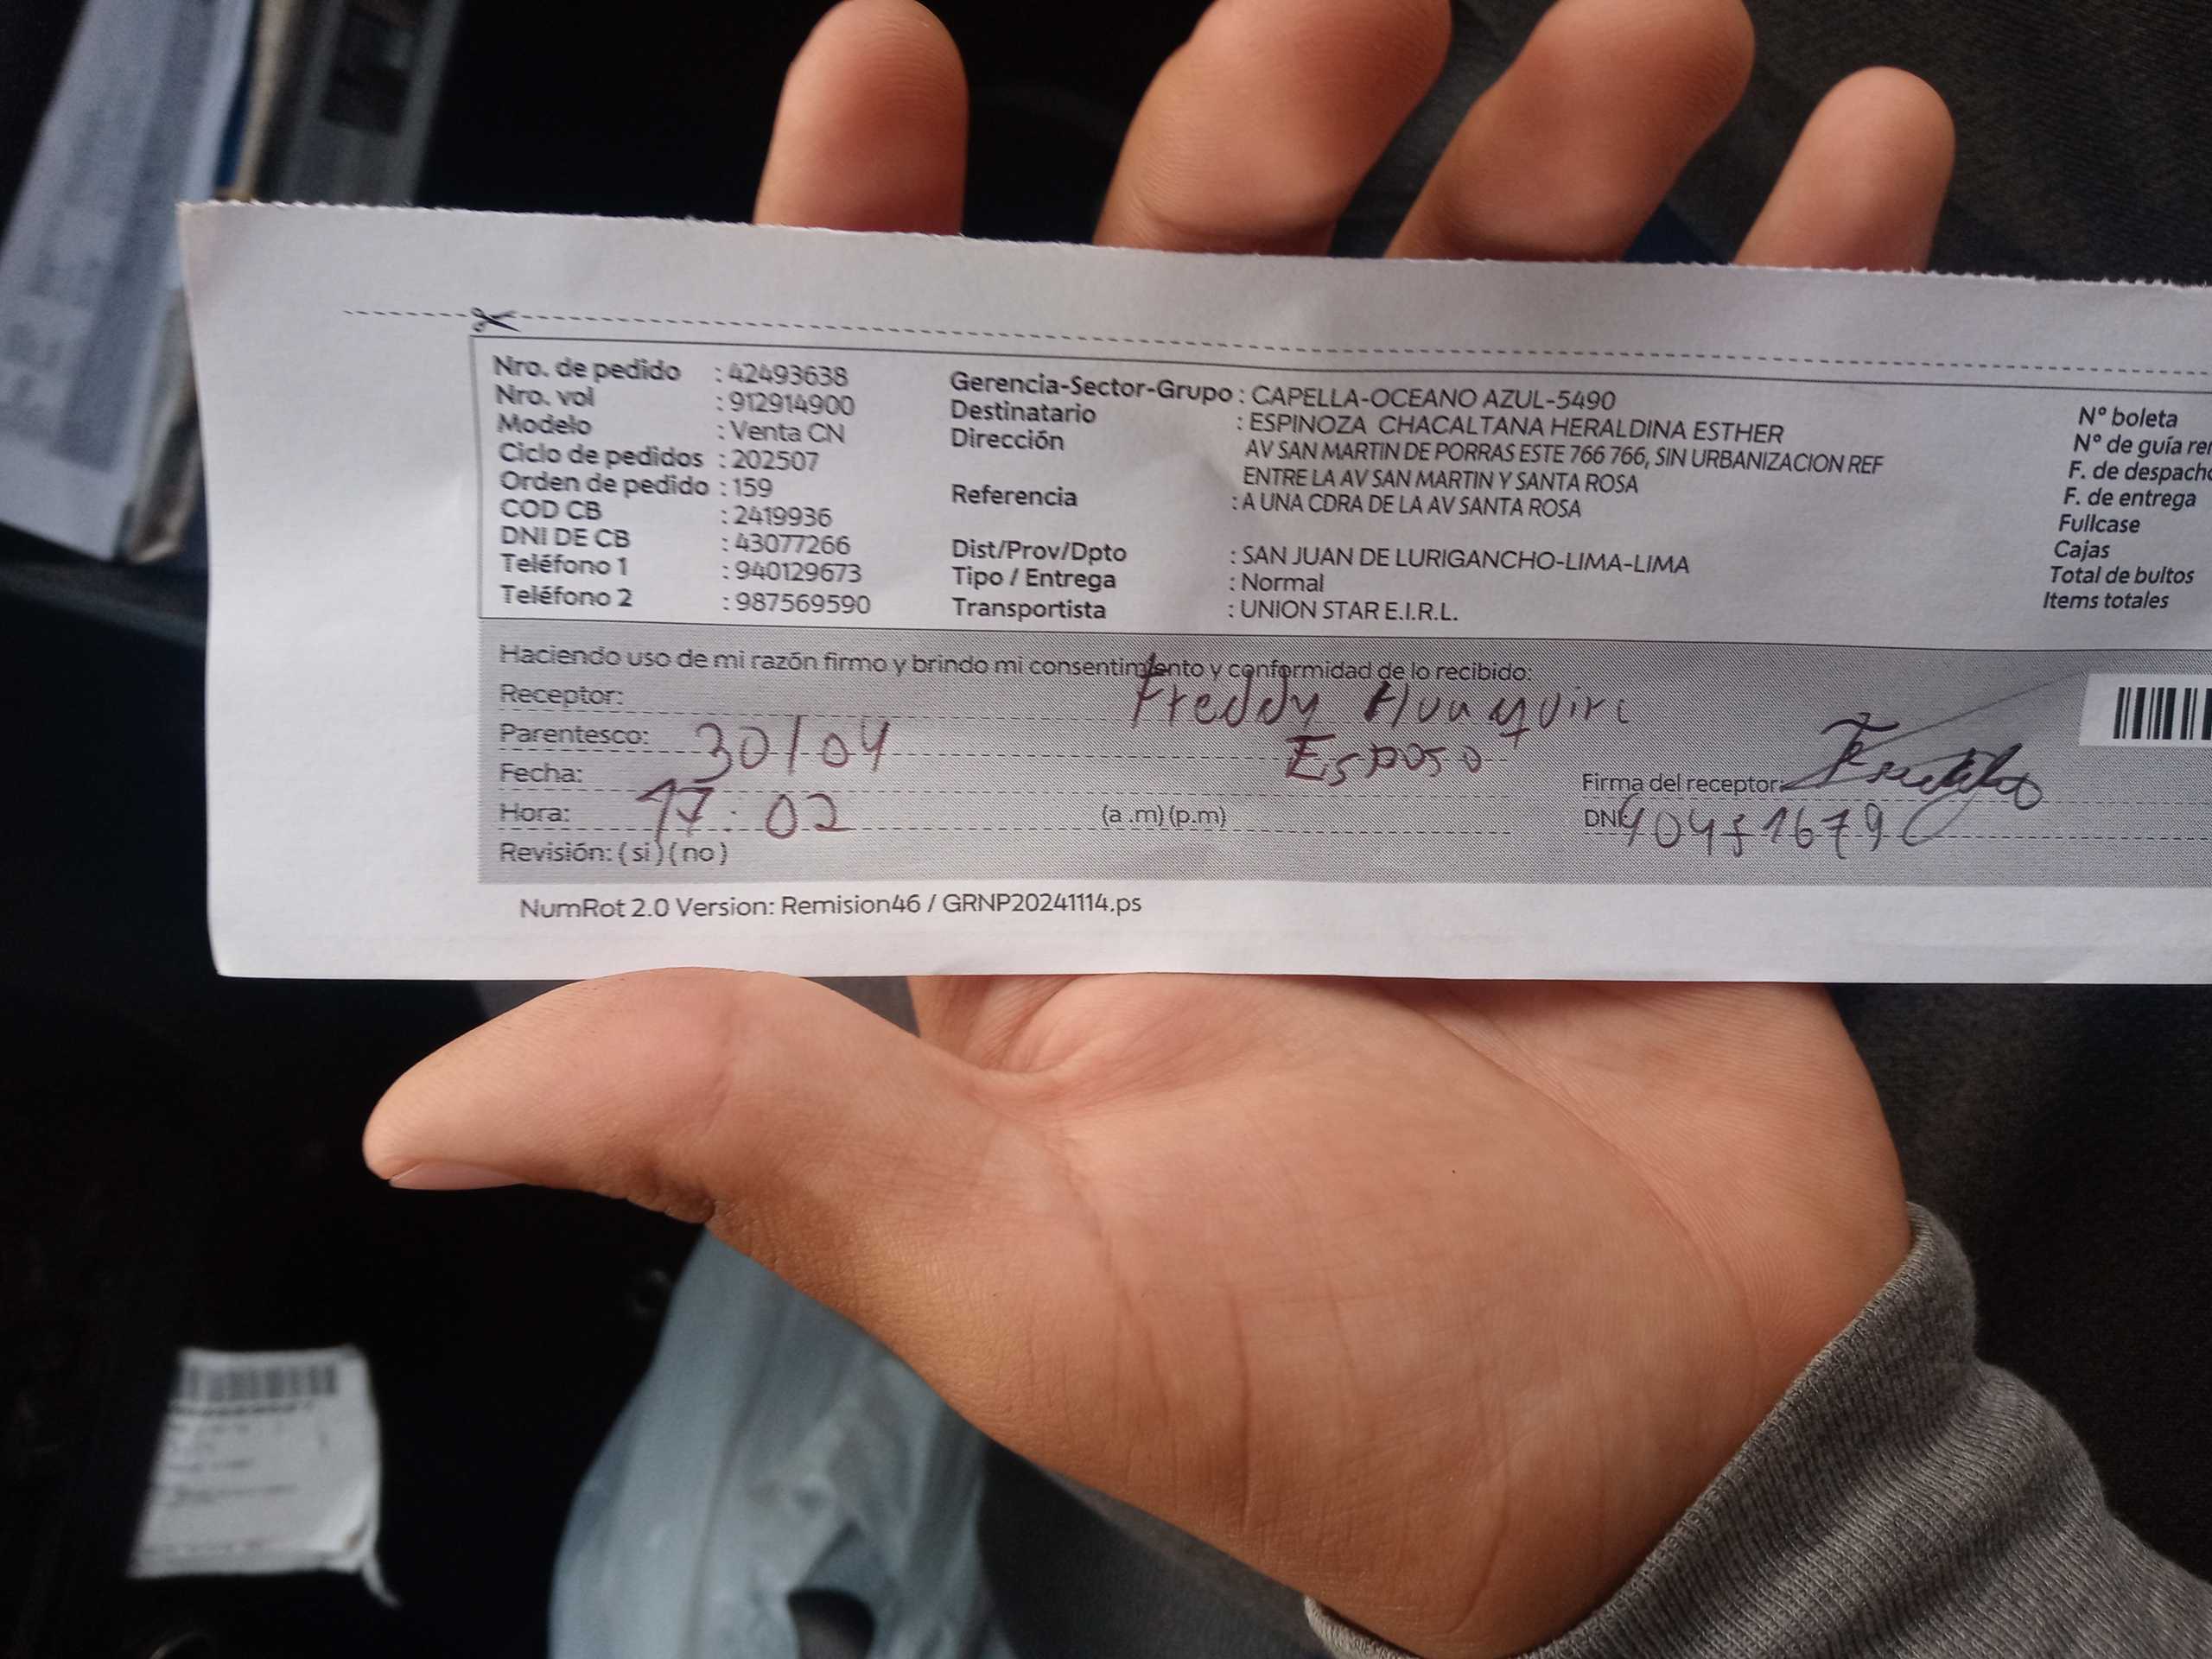 Nro. de pedido : 42493638
Nro. vol : 912914900
Modelo : Venta CN
Ciclo de pedidos : 202507
Orden de pedido : 159
COD CB : 2419936
DNI DE CB : 43077266
Teléfono 1 : 940129673
Teléfono 2 : 987569590
Gerencia-Sector-Grupo : CAPELLA-OCEANO AZUL-5490
Destinatario : ESPINOZA CHACALTANA HERALDINA ESTHER
Dirección AV SAN MARTIN DE PORRAS ESTE 766 766, SIN URBANIZACION REF
ENTRE LA AV SAN MARTIN Y SANTA ROSA
Referencia : A UNA CDRA DE LA AV SANTA ROSA
Dist/Prov/Dpto : SAN JUAN DE LURIGANCHO-LIMA-LIMA
Tipo / Entrega : Normal
Transportista : UNION STAR E.I.R.L.
N° boleta
N° de guía rem
F. de despacho
F. de entrega
Fullcase
Cajas
Total de bultos
Items totales
Haciendo uso de mi razón firmo y brindo mi consentimiento y conformidad de lo recibido:
Receptor: Freddy
Parentesco: Esposo
Fecha: 30/04
Hora: 17:02 (a .m) (p.m)
Revisión: ( si ) ( no )
Firma del receptor:
DNI:
NumRot 2.0 Version: Remision46 / GRNP20241114.ps